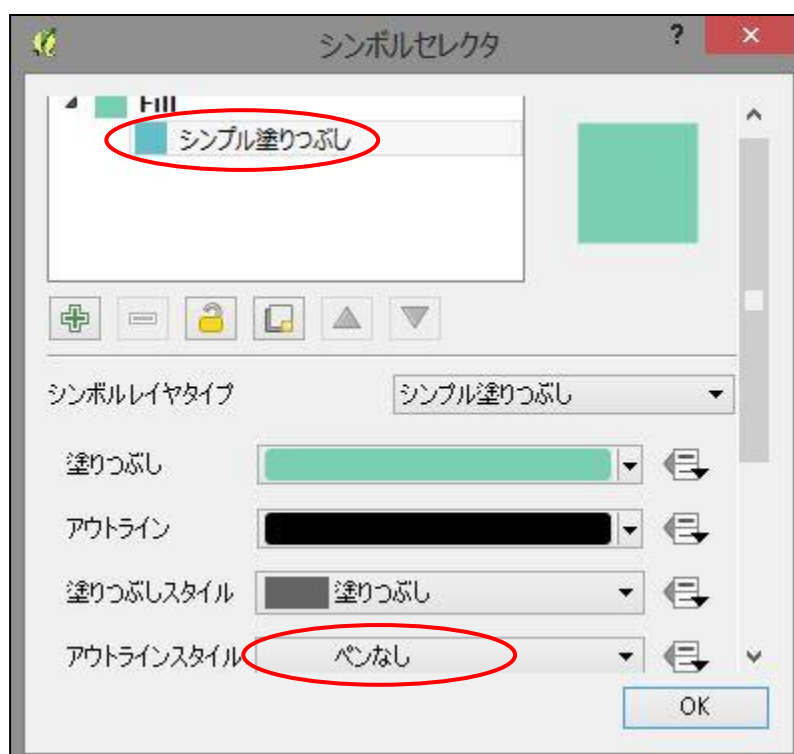 シンボルセレクタ ?
Fill
シンプル塗りつぶし
シンボルレイヤタイプ シンプル塗りつぶし
塗りつぶし
アウトライン
塗りつぶしスタイル 塗りつぶし
アウトラインスタイル ペンなし
OK